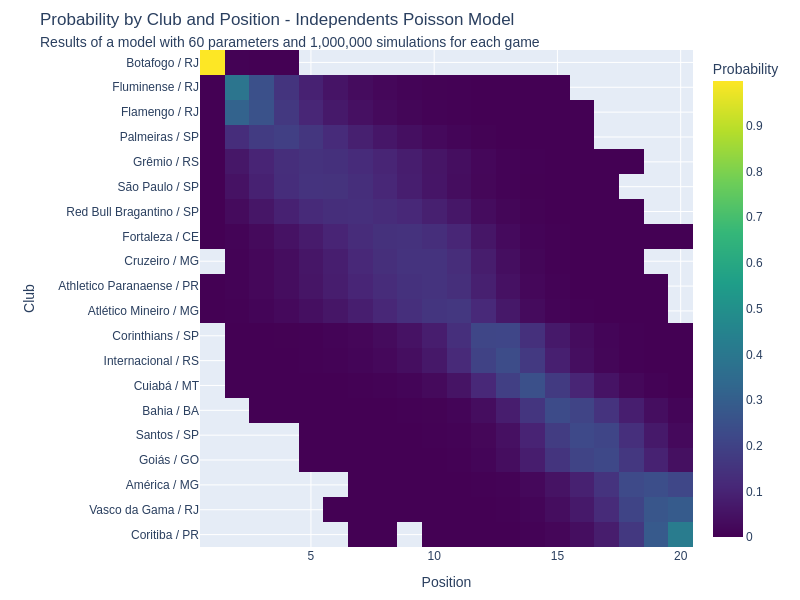 Probability by Club and Position - Independents Poisson Model
Results of a model with 60 parameters and 1,000,000 simulations for each game
Probability
Botafogo / RJ
Fluminense / RJ
Flamengo / RJ
Palmeiras / SP
Grêmio / RS
São Paulo / SP
Red Bull Bragantino / SP
Fortaleza / CE
Cruzeiro / MG
Athletico Paranaense / PR
Atlético Mineiro / MG
Corinthians / SP
Internacional / RS
Cuiabá / MT
Bahia / BA
Santos / SP
Goiás / GO
América / MG
Vasco da Gama / RJ
Coritiba / PR
Club
5
10
15
20
Position
0.9
0.8
0.7
0.6
0.5
0.4
0.3
0.2
0.1
0